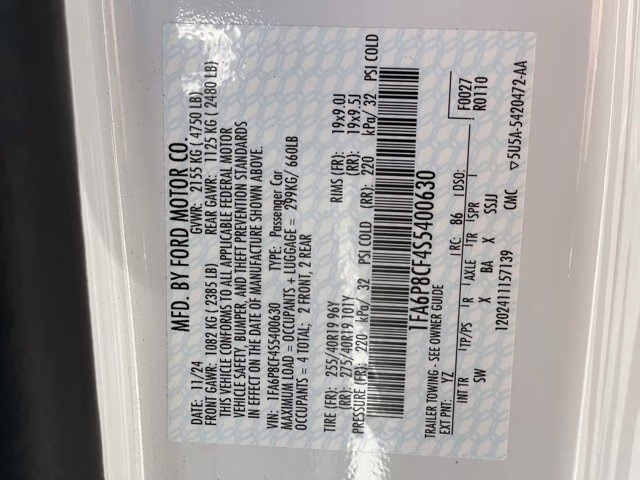 MFD. BY FORD MOTOR CO.
DATE: 11/24 GVWR: 2155 KG ( 4750 LB)
FRONT GAWR: 1082 KG ( 2385 LB) REAR GAWR: 1125 KG ( 2480 LB)
THIS VEHICLE CONFORMS TO ALL APPLICABLE FEDERAL MOTOR
VEHICLE SAFETY, BUMPER, AND THEFT PREVENTION STANDARDS
IN EFFECT ON THE DATE OF MANUFACTURE SHOWN ABOVE.
VIN: 1FA6P8CF4S5400630 TYPE: Passenger Car
MAXIMUM LOAD = OCCUPANTS + LUGGAGE = 299KG/ 660LB
OCCUPANTS = 4 TOTAL; 2 FRONT, 2 REAR
TIRE (FR): 255/40R19 96Y RIMS (FR): 19x9.0J
(RR): 275/40R19 101Y (RR): 19x9.5J
PRESSURE (FR): 220 kPa/ 32 PSI COLD (RR): 220 kPa/ 32 PSI COLD
1FA6P8CF4S5400630
TRAILER TOWING - SEE OWNER GUIDE
EXT PNT: YZ RC: 86 DSO: F0027
R0110
INT TR TP/PS R AXLE TR SPR I
SW X BA X SSJJ
1202411157139 CMC ▽5U5A-5420472-AA